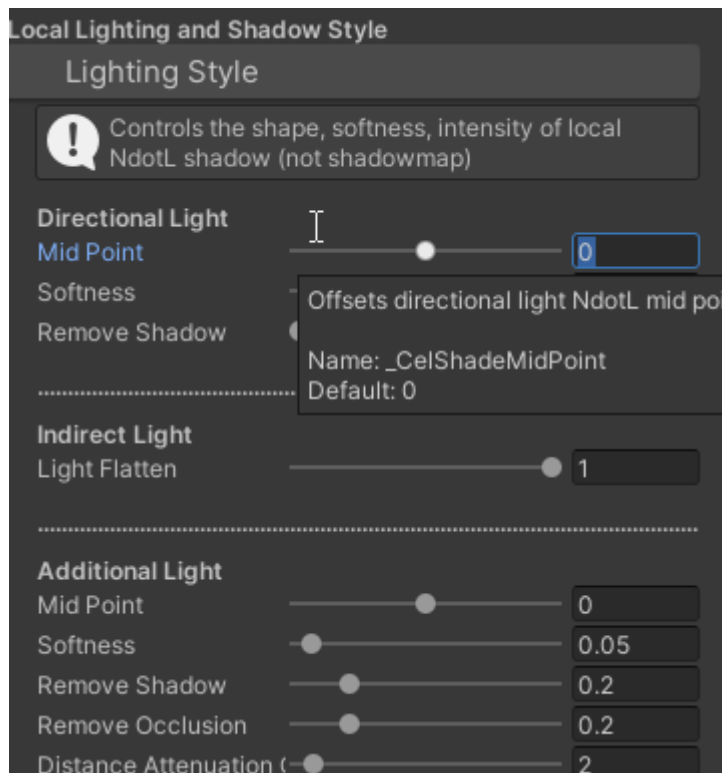 Local Lighting and Shadow Style
Lighting Style
Controls the shape, softness, intensity of local
NdotL shadow (not shadowmap)
Directional Light
Mid Point 0
Softness
Offsets directional light NdotL mid
Remove Shadow
Name: _CelShadeMidPoint
Default: 0
Indirect Light
Light Flatten 1
Additional Light
Mid Point 0
Softness 0.05
Remove Shadow 0.2
Remove Occlusion 0.2
Distance Attenuation 2